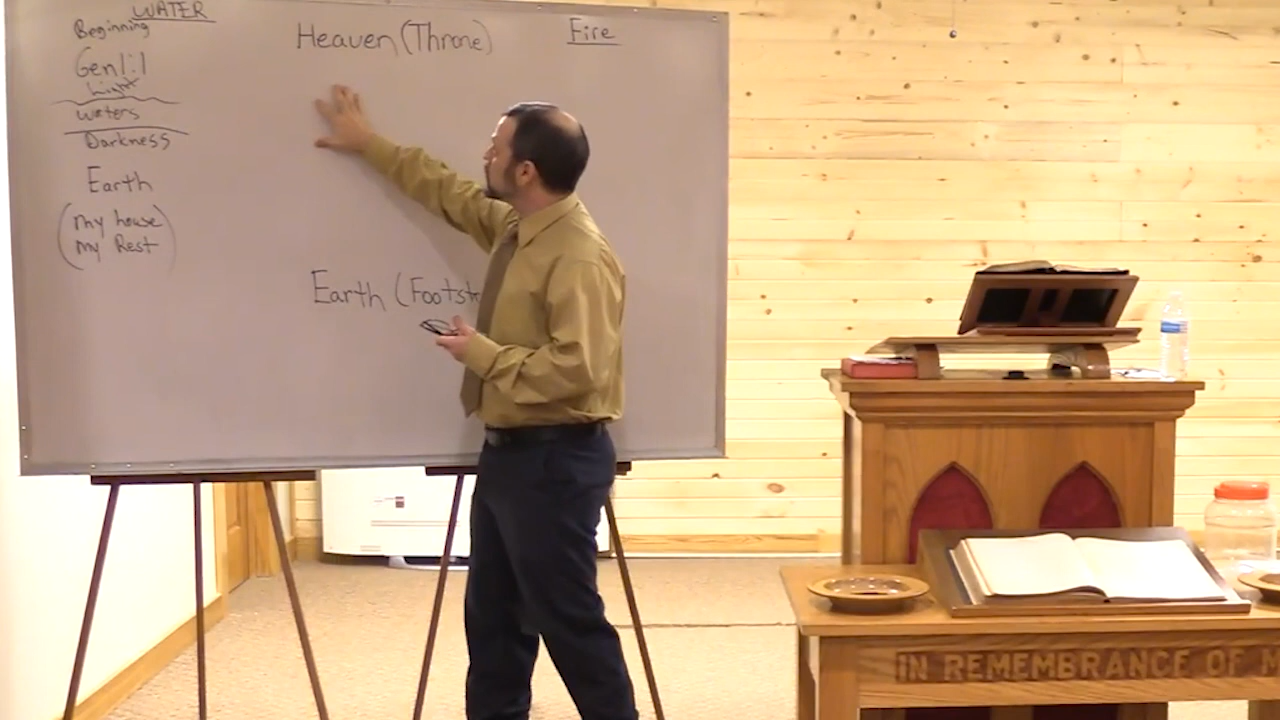 WATER
Beginning
Gen 1:1
Light
waters
Darkness
Earth
(my house
my Rest)
Heaven (Throne)
Fire
Earth (Footst
IN REMEMBRANCE OF M